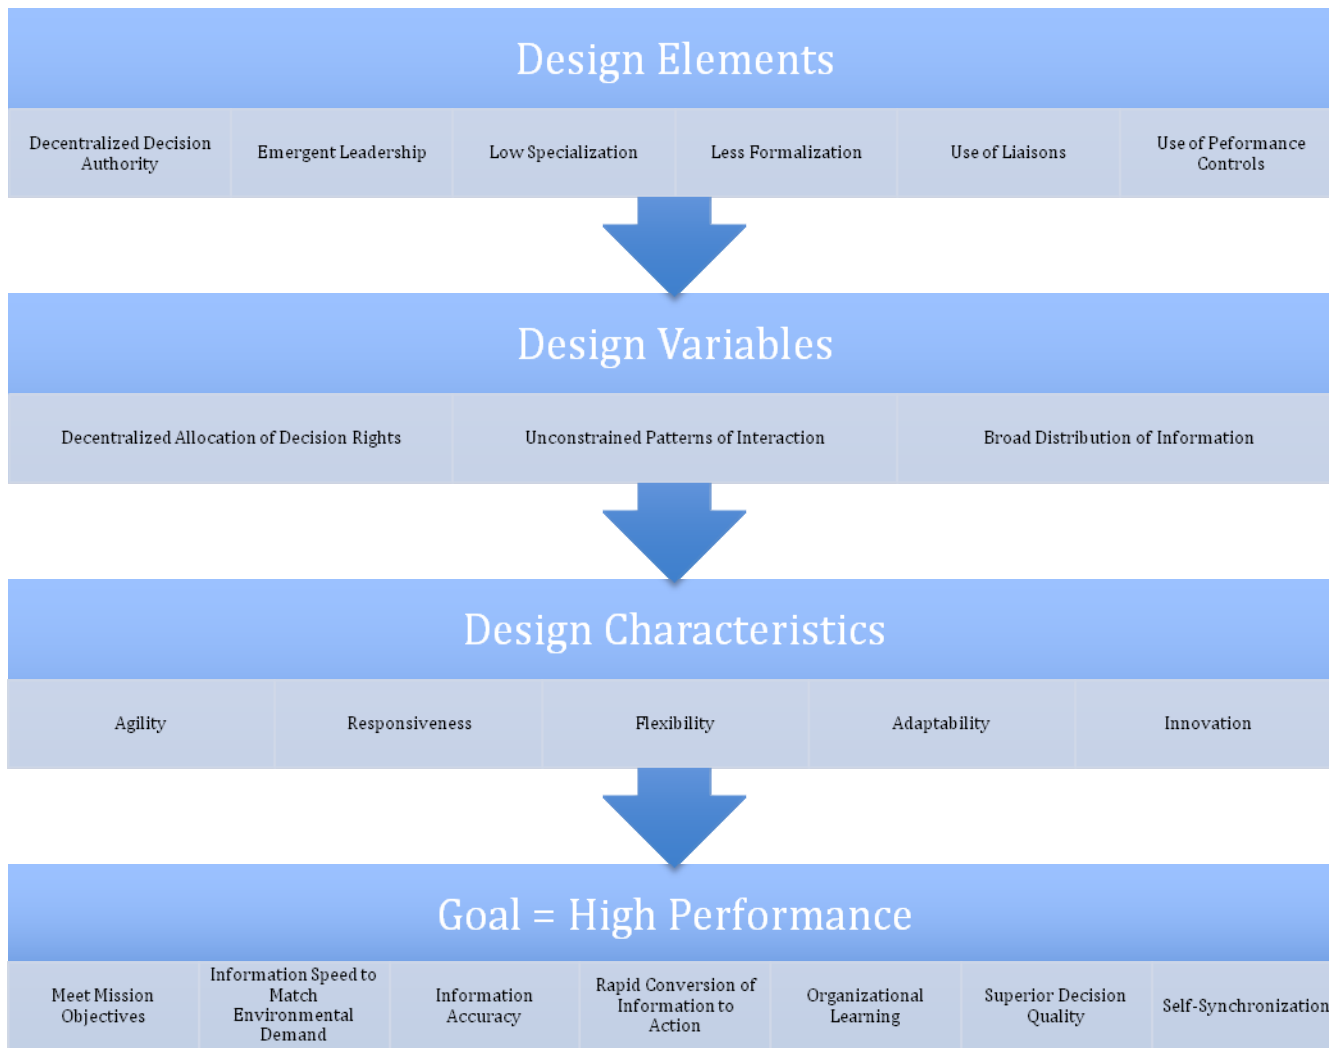 Design Elements
Decentralized Decision
Authority
Emergent Leadership
Low Specialization
Less Formalization
Use of Liaisons
Use of Peformance
Controls
Design Variables
Decentralized Allocation of Decision Rights
Unconstrained Patterns of Interaction
Broad Distribution of Information
Design Characteristics
Agility
Responsiveness
Flexibility
Adaptability
Innovation
Goal = High Performance
Meet Mission
Objectives
Information Speed to
Match
Environmental
Demand
Information
Accuracy
Rapid Conversion of
Information to
Action
Organizational
Learning
Superior Decision
Quality
Self-Synchronization